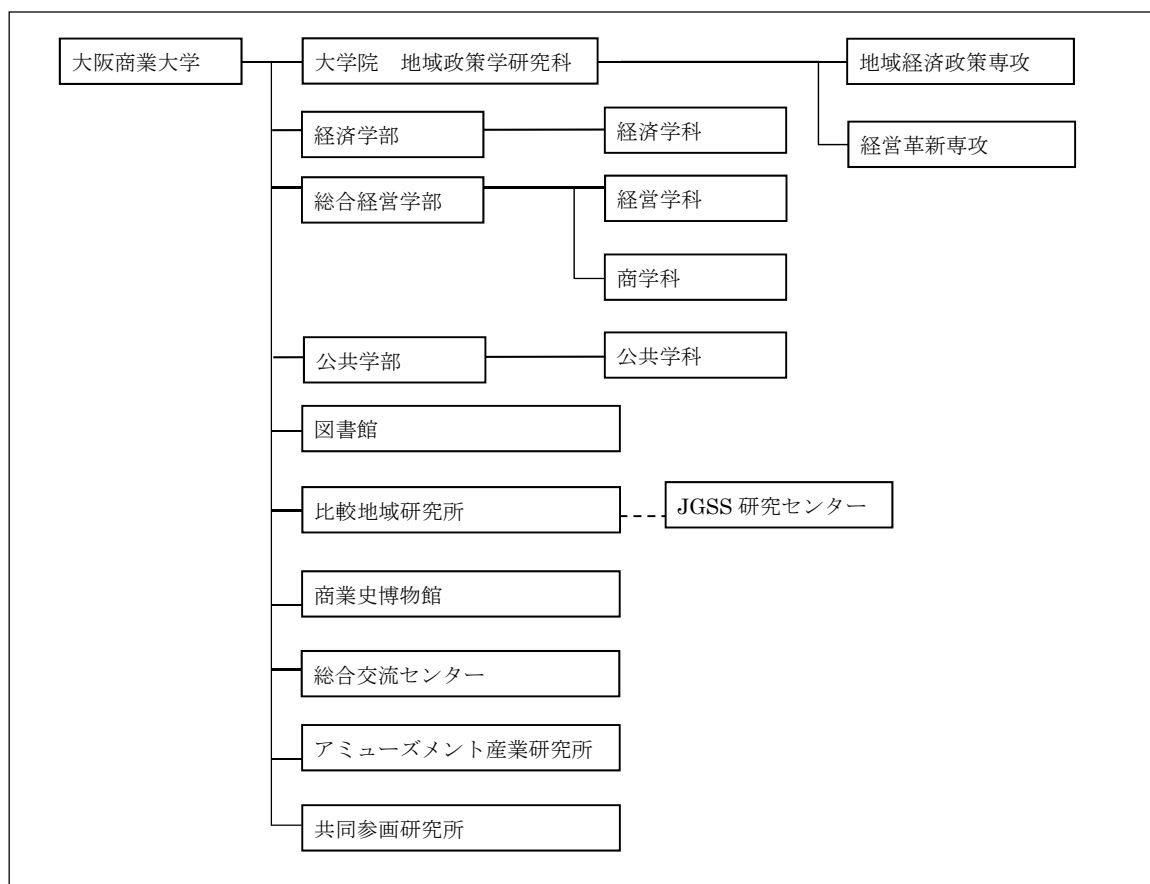 大阪商業大学
大学院　地域政策学研究科
地域経済政策専攻
経営革新専攻
経済学部
経済学科
総合経営学部
経営学科
商学科
公共学部
公共学科
図書館
比較地域研究所
JGSS 研究センター
商業史博物館
総合交流センター
アミューズメント産業研究所
共同参画研究所